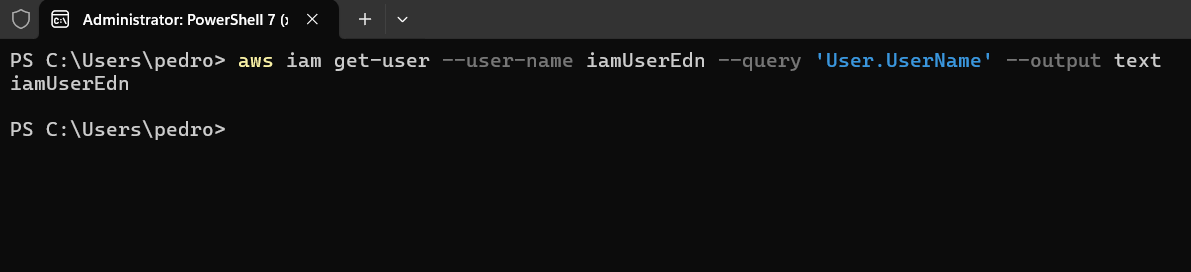 Administrator: PowerShell 7 (x
PS C:\Users\pedro> aws iam get-user --user-name iamUserEdn --query 'User.UserName' --output text
iamUserEdn
PS C:\Users\pedro>